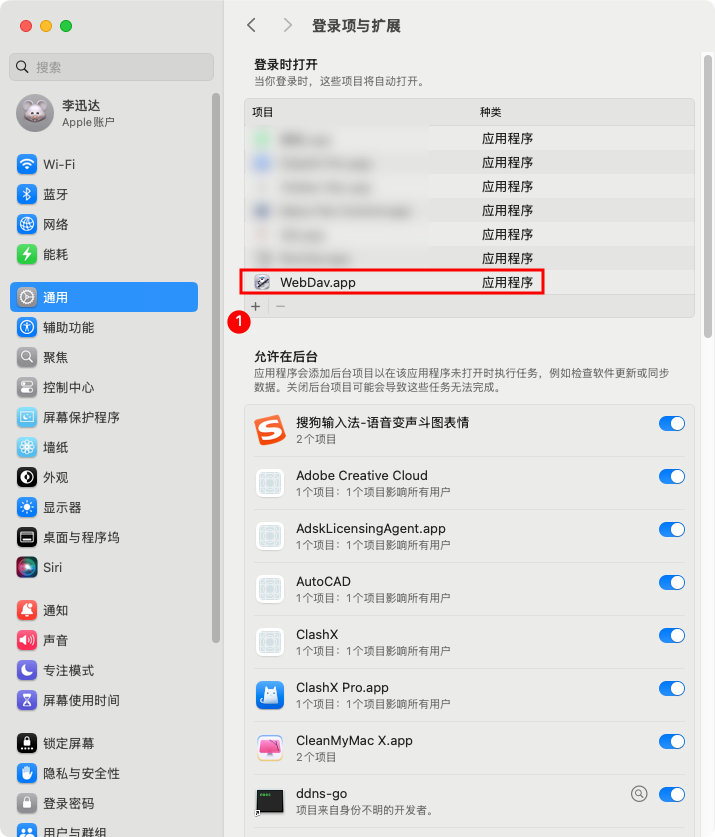 登录项与扩展
搜索
李迅达
Apple账户
Wi-Fi
蓝牙
网络
能耗
通用
辅助功能
聚焦
控制中心
屏幕保护程序
墙纸
外观
显示器
桌面与程序坞
Siri
通知
声音
专注模式
屏幕使用时间
锁定屏幕
隐私与安全性
登录密码
用户与群组
登录时打开
当你登录时，这些项目将自动打开。
项目 种类
应用程序
应用程序
应用程序
应用程序
应用程序
应用程序
WebDav.app 应用程序
+ −
1
允许在后台
应用程序会添加后台项目以在该应用程序未打开时执行任务，例如检查软件更新或同步
数据。关闭后台项目可能会导致这些任务无法完成。
搜狗输入法-语音变声斗图表情
2个项目
Adobe Creative Cloud
1个项目：1个项目影响所有用户
AdskLicensingAgent.app
1个项目：1个项目影响所有用户
AutoCAD
1个项目：1个项目影响所有用户
ClashX
1个项目：1个项目影响所有用户
ClashX Pro.app
1个项目：1个项目影响所有用户
CleanMyMac X.app
2个项目
ddns-go
项目来自身份不明的开发者。